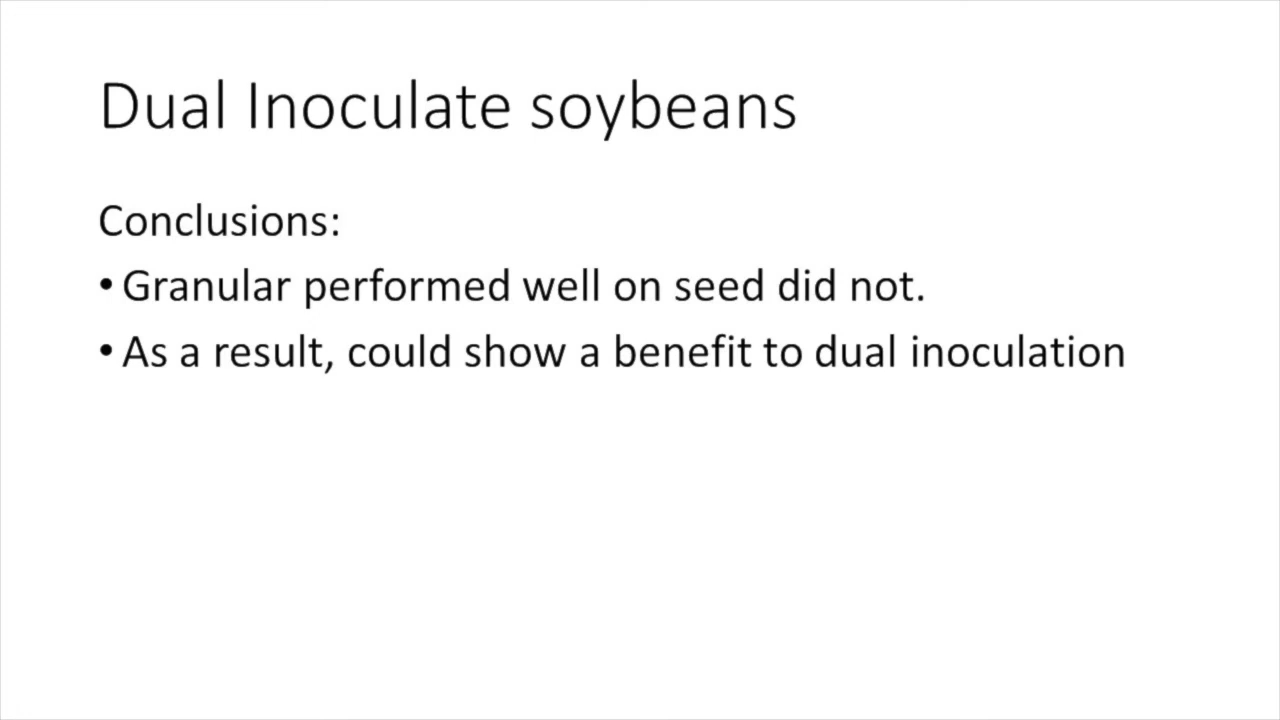 Dual Inoculate soybeans
Conclusions:
• Granular performed well on seed did not.
• As a result, could show a benefit to dual inoculation